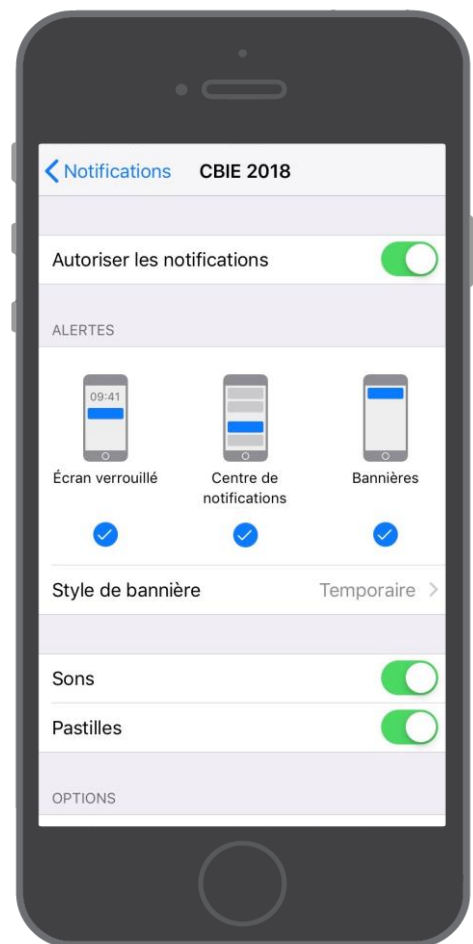 Notifications CBIE 2018
Autoriser les notifications
ALERTES
09:41
Écran verrouillé
Centre de
notifications
Bannières
Style de bannière Temporaire
Sons
Pastilles
OPTIONS